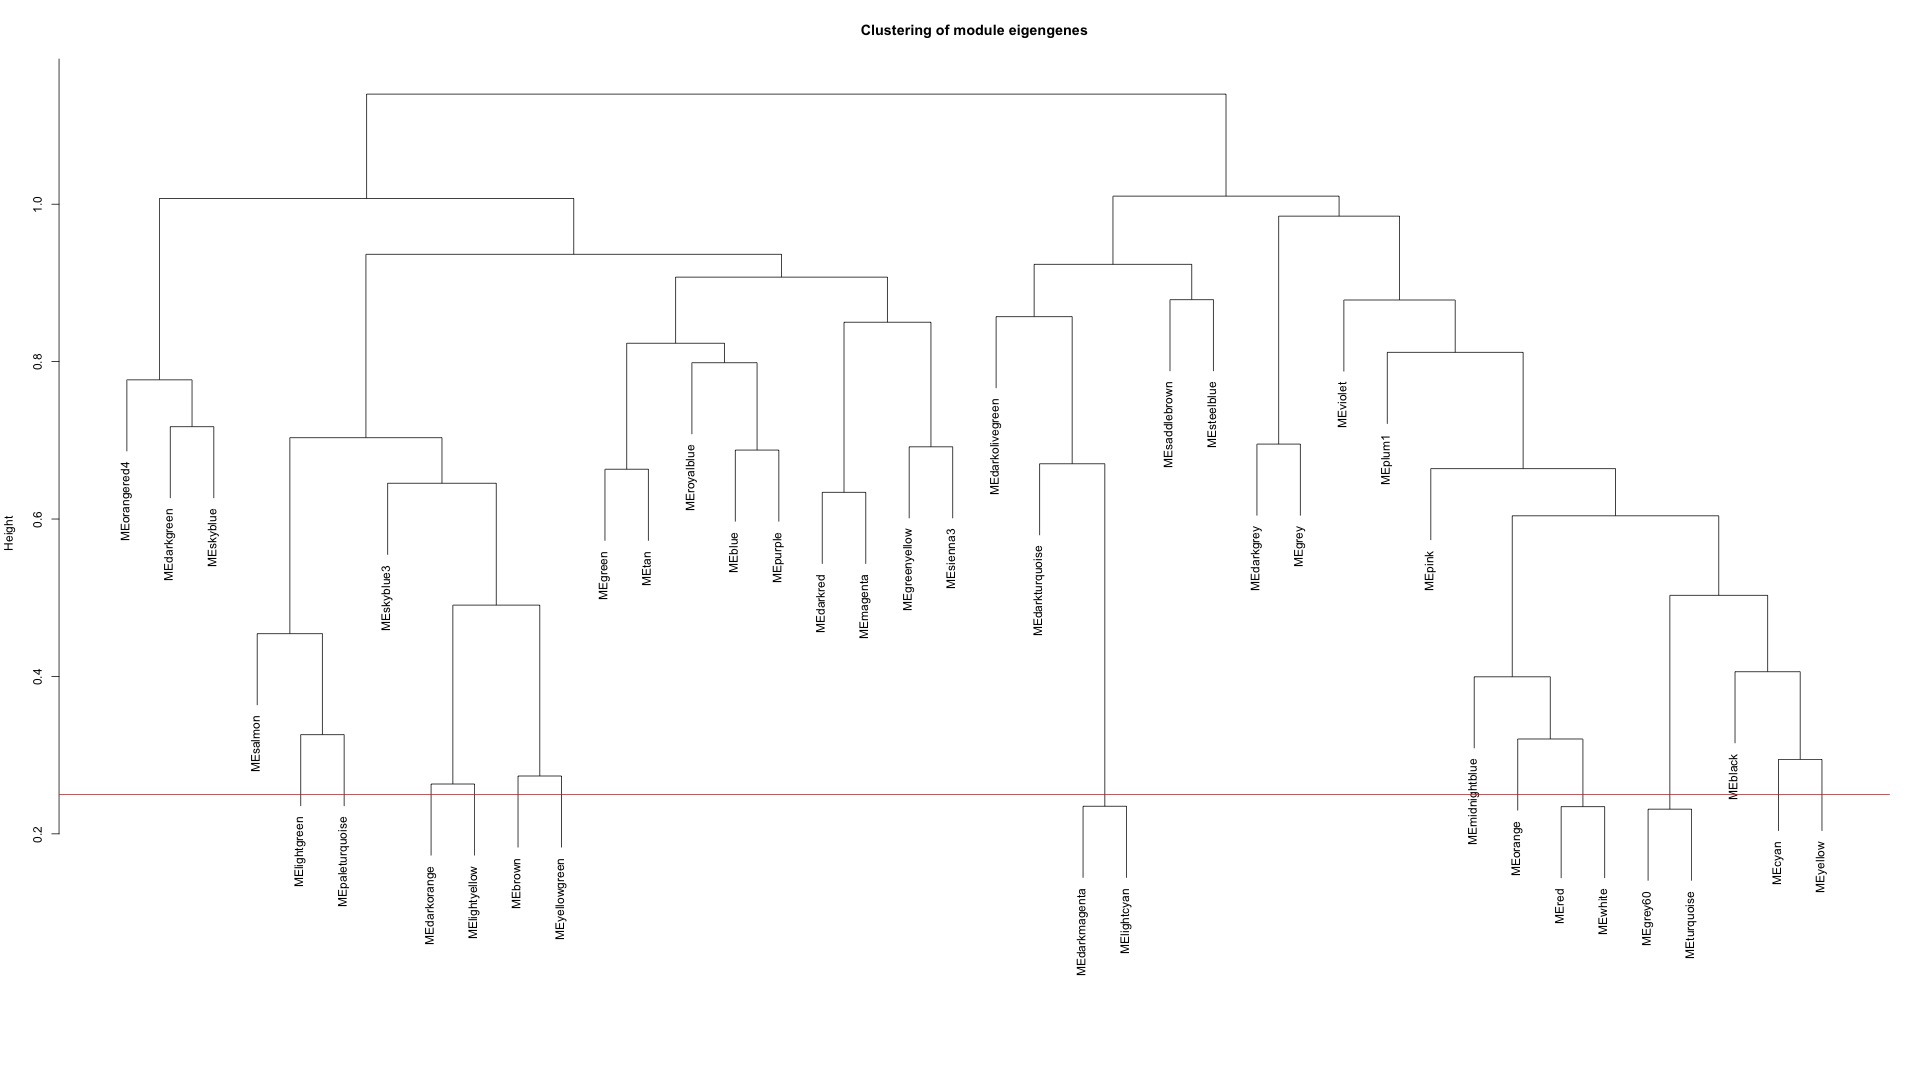 Clustering of module eigengenes
Height
1.0
0.8
0.6
0.4
0.2
MEorangered4
MEdarkgreen
MEskyblue
MEsalmon
MElightgreen
MEpaleturquoise
MEskyblue3
MEdarkorange
MElightyellow
MEbrown
MEyellowgreen
MEgreen
MEtan
MEroyalblue
MEblue
MEpurple
MEdarkred
MEmagenta
MEgreenyellow
MEsienna3
MEdarkolivegreen
MEdarkturquoise
MEdarkmagenta
MElightcyan
MEsaddlebrown
MEsteelblue
MEdarkgrey
MEgrey
MEviolet
MEplum1
MEpink
MEmidnightblue
MEorange
MEred
MEwhite
MEgrey60
MEturquoise
MEblack
MEcyan
MEyellow